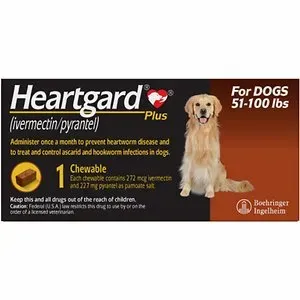 Heartgard® Plus
(ivermectin/pyrantel)
For DOGS
51-100 lbs
Administer once a month to prevent heartworm disease and
to treat and control ascarid and hookworm infections in dogs.
1 Chewable
Each chewable contains 272 mcg ivermectin
and 227 mg pyrantel as pamoate salt.
Keep this and all drugs out of the reach of children.
Caution: Federal (U.S.A.) law restricts this drug to use by or on the
order of a licensed veterinarian.
Boehringer
Ingelheim